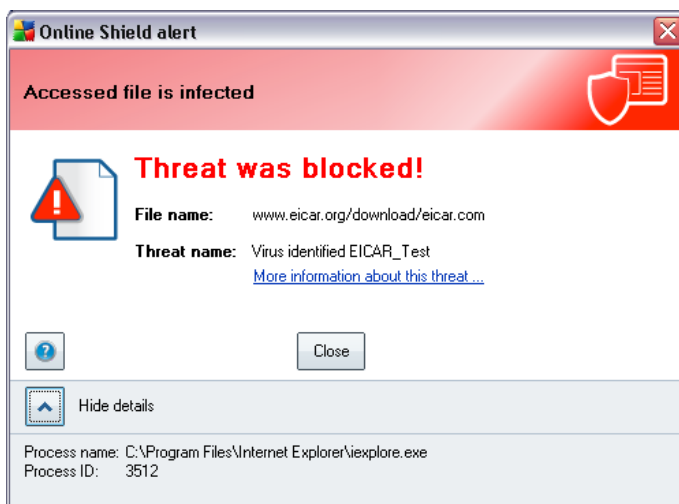 Online Shield alert
Accessed file is infected
Threat was blocked!
File name: www.eicar.org/download/eicar.com
Threat name: Virus identified EICAR_Test
More information about this threat ...
Close
Hide details
Process name: C:\Program Files\Internet Explorer\iexplore.exe
Process ID: 3512